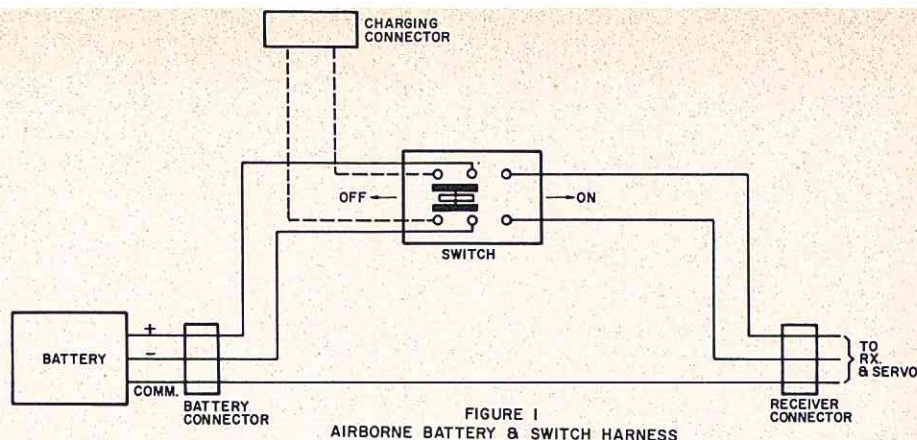 CHARGING
CONNECTOR
OFF
ON
SWITCH
+
BATTERY
–
COMM.
BATTERY
CONNECTOR
TO
RX.
& SERVO
RECEIVER
CONNECTOR
FIGURE 1
AIRBORNE BATTERY & SWITCH HARNESS